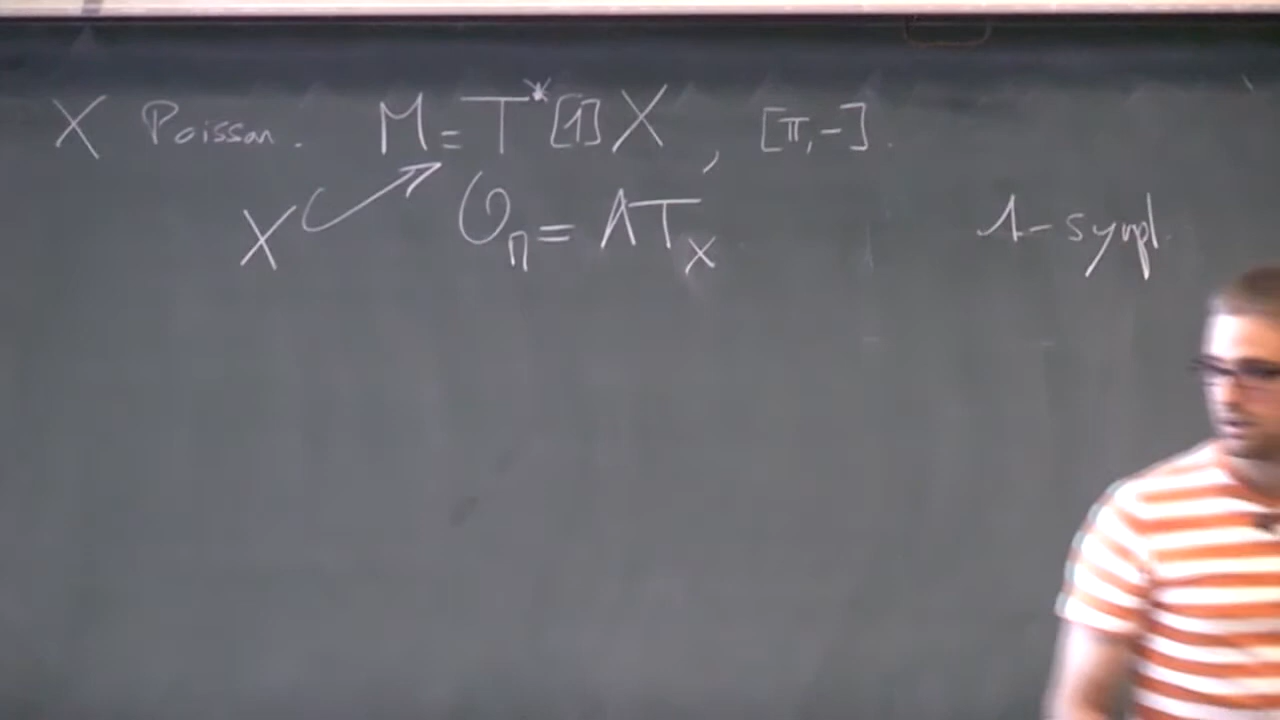 X Poisson. M = T*[1]X, [π,-].
X ↪ O_M = ΛT_X 1-sympl.